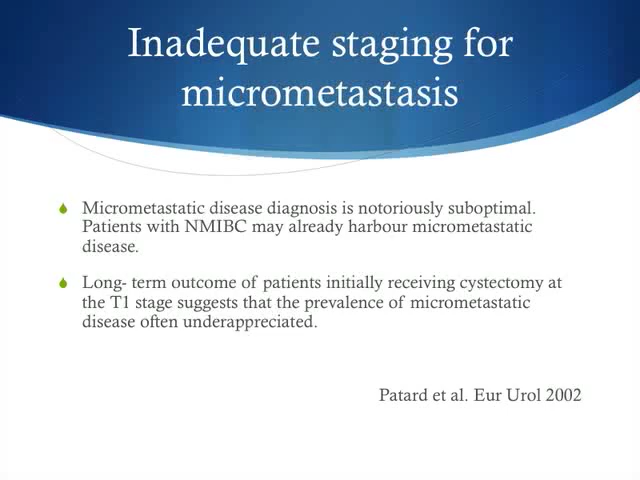 Inadequate staging for
micrometastasis
Micrometastatic disease diagnosis is notoriously suboptimal.
Patients with NMIBC may already harbour micrometastatic
disease.
Long- term outcome of patients initially receiving cystectomy at
the T1 stage suggests that the prevalence of micrometastatic
disease often underappreciated.
Patard et al. Eur Urol 2002